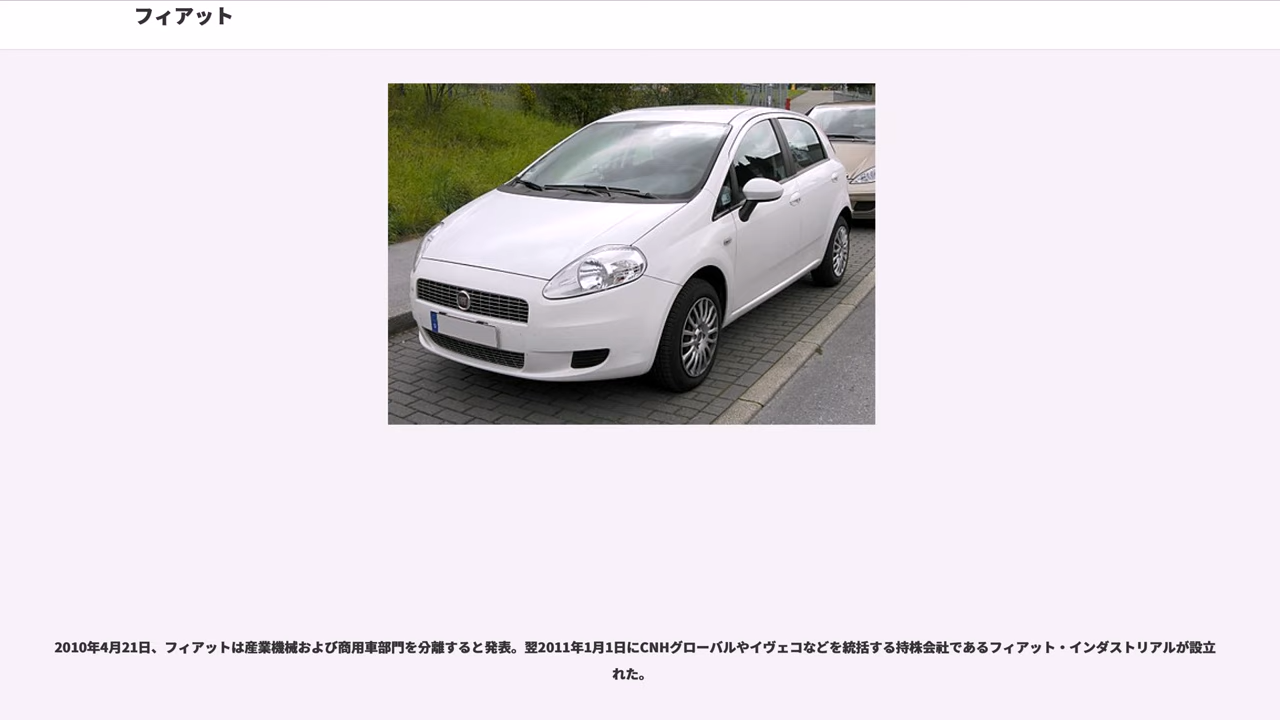 フィアット
2010年4月21日、フィアットは産業機械および商用車部門を分離すると発表。翌2011年1月1日にCNHグローバルやイヴェコなどを統括する持株会社であるフィアット・インダストリアルが設立
れた。